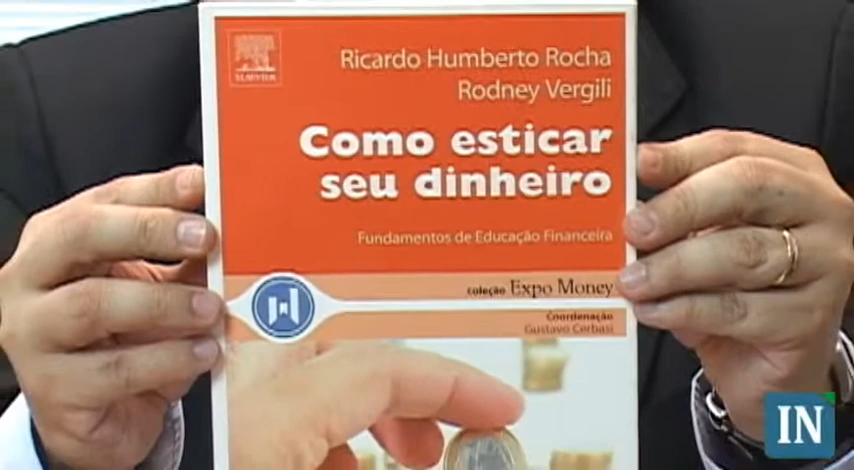 ELSEVIER
Ricardo Humberto Rocha
Rodney Vergili
Como esticar
seu dinheiro
Fundamentos de Educação Financeira
coleção Expo Money
Coordenação
Gustavo Cerbasi
IN